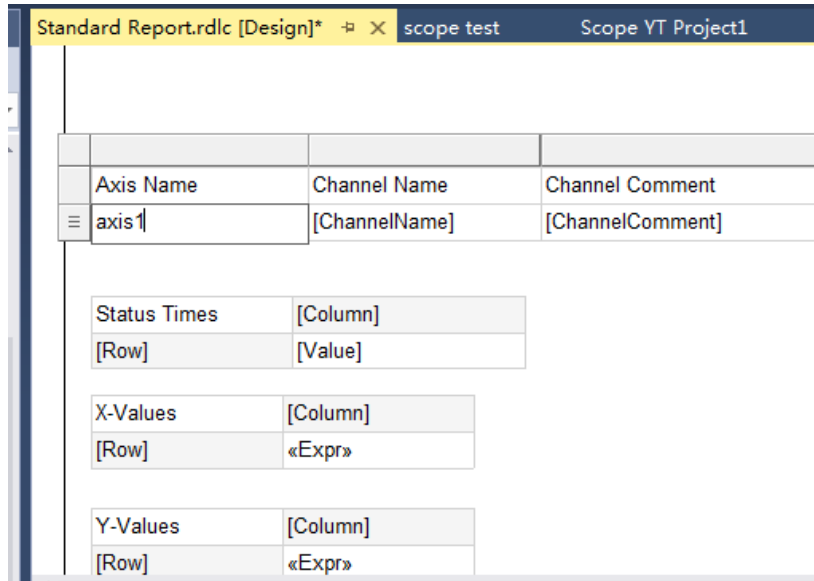 Standard Report.rdlc [Design]* scope test Scope YT Project1
Axis Name Channel Name Channel Comment
axis1 [ChannelName] [ChannelComment]
Status Times [Column]
[Row] [Value]
X-Values [Column]
[Row] «Expr»
Y-Values [Column]
[Row] «Expr»